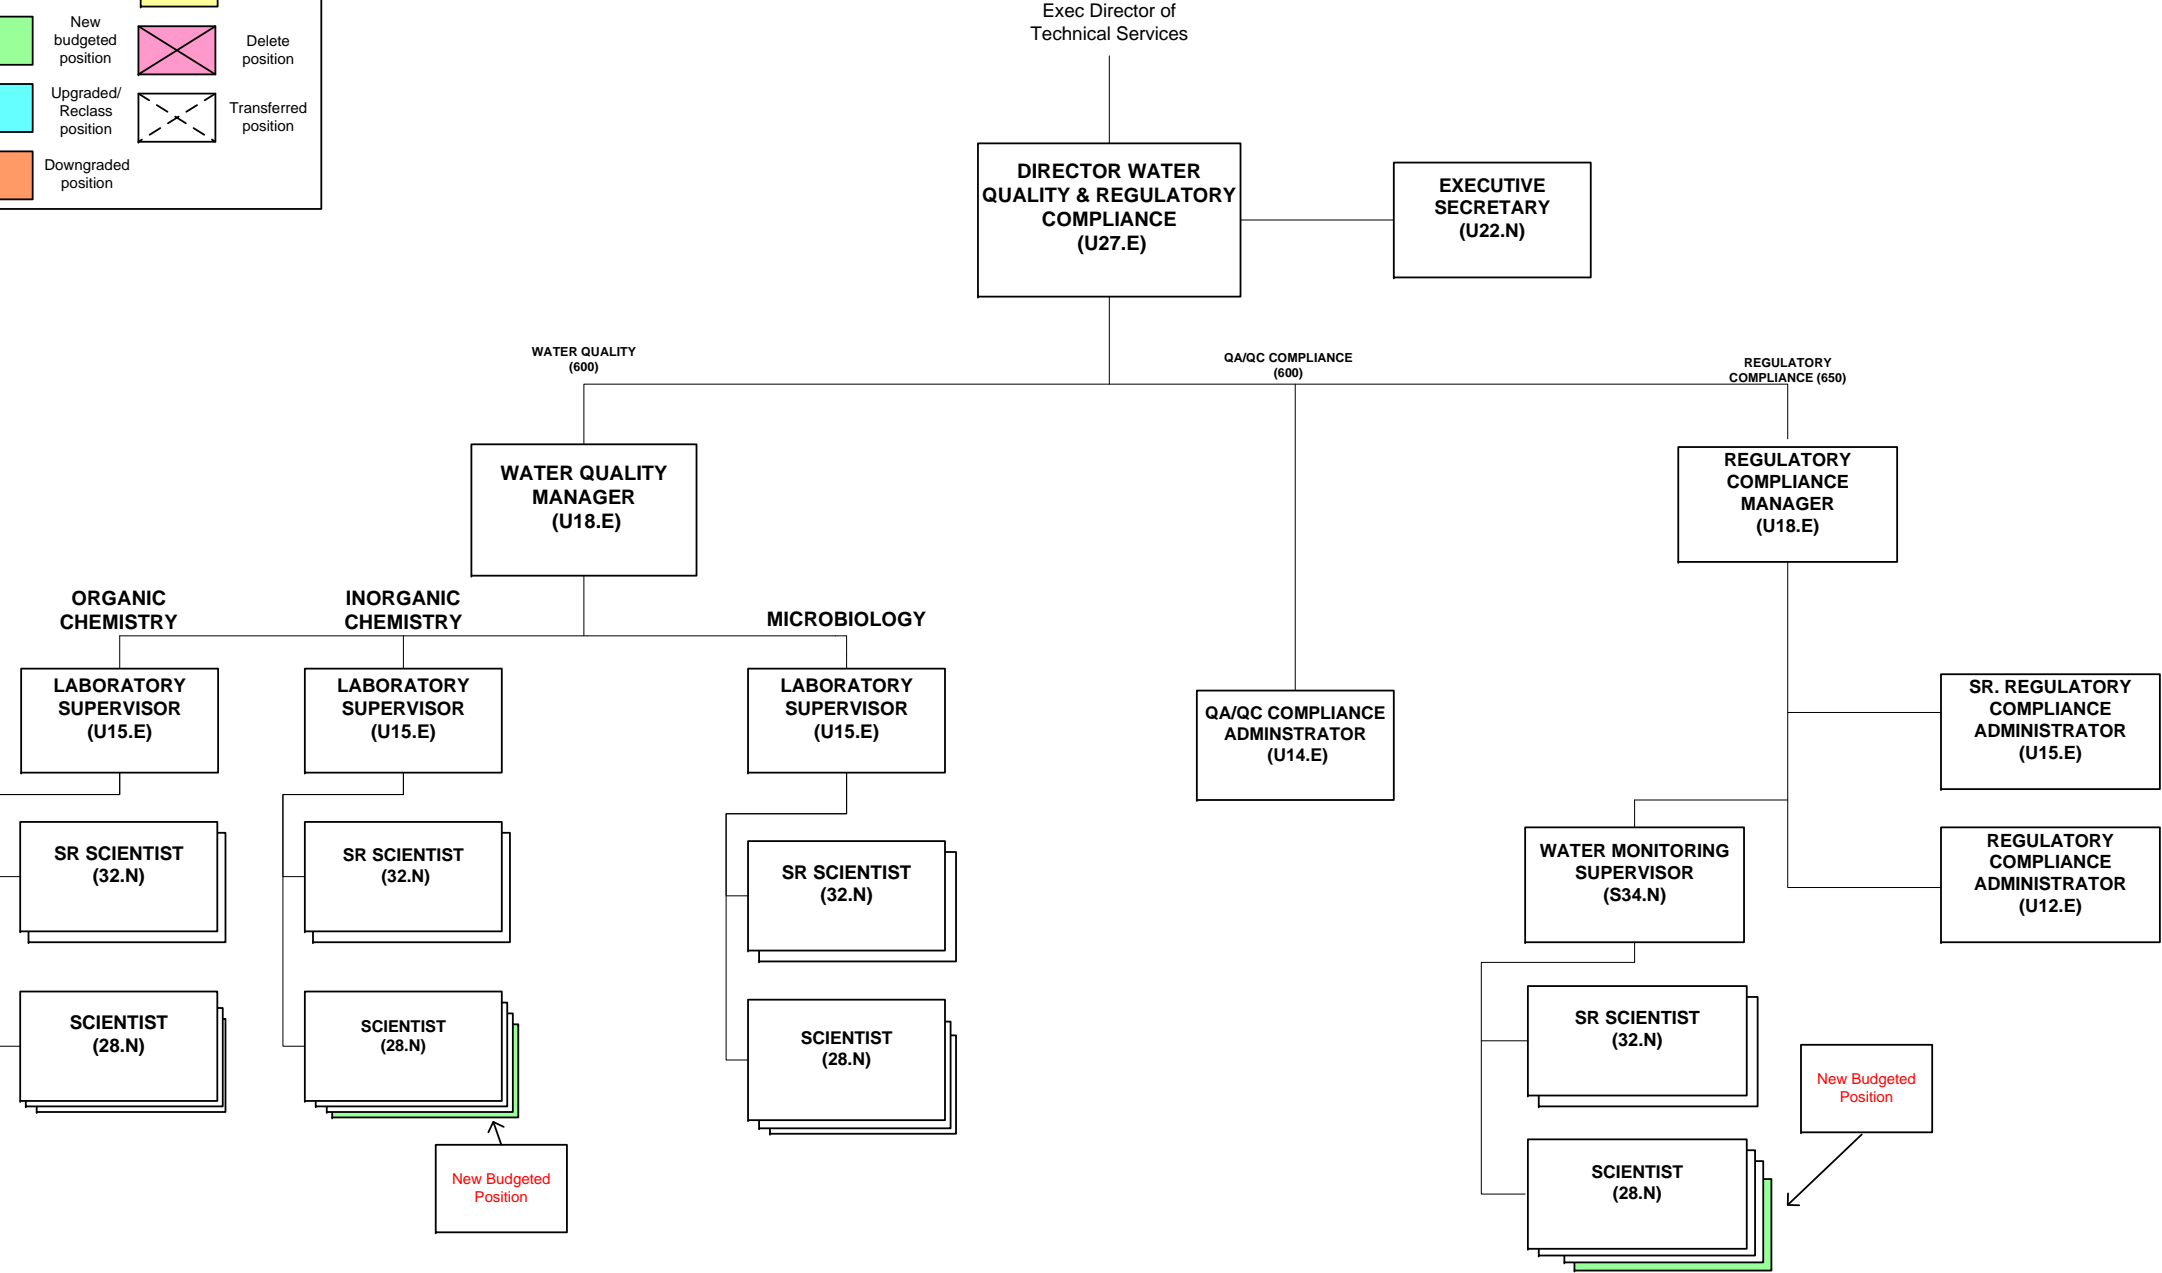 New
budgeted
position
Delete
position
Upgraded/
Reclass
position
Transferred
position
Downgraded
position
Exec Director of
Technical Services
DIRECTOR WATER
QUALITY & REGULATORY
COMPLIANCE
(U27.E)
EXECUTIVE
SECRETARY
(U22.N)
WATER QUALITY
(600)
QA/QC COMPLIANCE
(600)
REGULATORY
COMPLIANCE (650)
WATER QUALITY
MANAGER
(U18.E)
REGULATORY
COMPLIANCE
MANAGER
(U18.E)
ORGANIC
CHEMISTRY
INORGANIC
CHEMISTRY
MICROBIOLOGY
LABORATORY
SUPERVISOR
(U15.E)
LABORATORY
SUPERVISOR
(U15.E)
LABORATORY
SUPERVISOR
(U15.E)
QA/QC COMPLIANCE
ADMINSTRATOR
(U14.E)
SR. REGULATORY
COMPLIANCE
ADMINISTRATOR
(U15.E)
SR SCIENTIST
(32.N)
SR SCIENTIST
(32.N)
SR SCIENTIST
(32.N)
WATER MONITORING
SUPERVISOR
(S34.N)
REGULATORY
COMPLIANCE
ADMINISTRATOR
(U12.E)
SCIENTIST
(28.N)
SCIENTIST
(28.N)
SCIENTIST
(28.N)
SR SCIENTIST
(32.N)
New Budgeted
Position
New Budgeted
Position
SCIENTIST
(28.N)